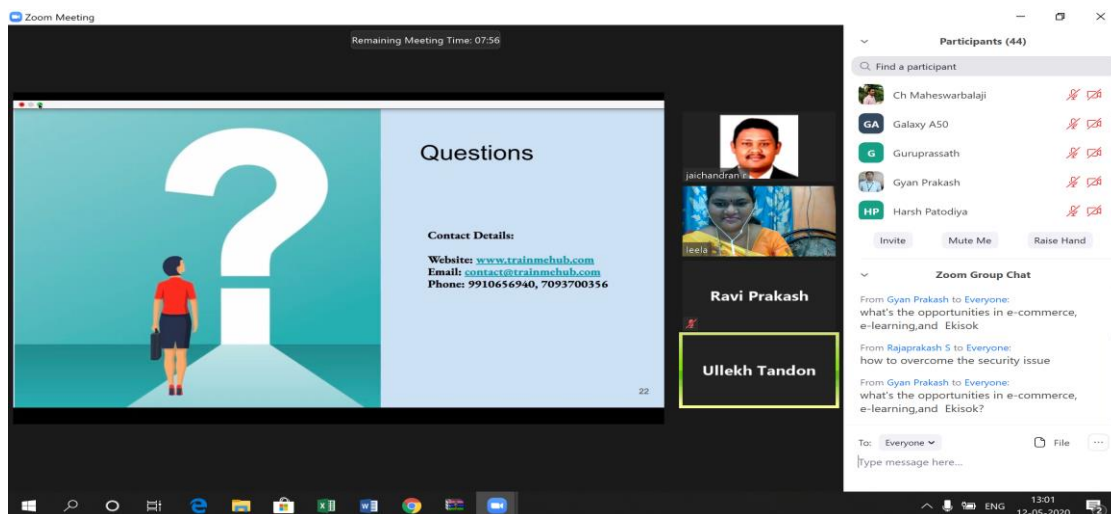 Zoom Meeting
Remaining Meeting Time: 07:56
Questions
Contact Details:
Website: www.trainmehub.com
Email: contact@trainmehub.com
Phone: 9910656940, 7093700356
22
jaichandran r
leela
Ravi Prakash
Ullekh Tandon
Participants (44)
Find a participant
Ch Maheswarbalaji
GA Galaxy A50
G Guruprassath
Gyan Prakash
HP Harsh Patodiya
Invite Mute Me Raise Hand
Zoom Group Chat
From Gyan Prakash to Everyone:
what's the opportunities in e-commerce,
e-learning,and Ekisok
From Rajaprakash S to Everyone:
how to overcome the security issue
From Gyan Prakash to Everyone:
what's the opportunities in e-commerce,
e-learning,and Ekisok?
To: Everyone File ...
Type message here...
ENG
13:01
12-05-2020
2